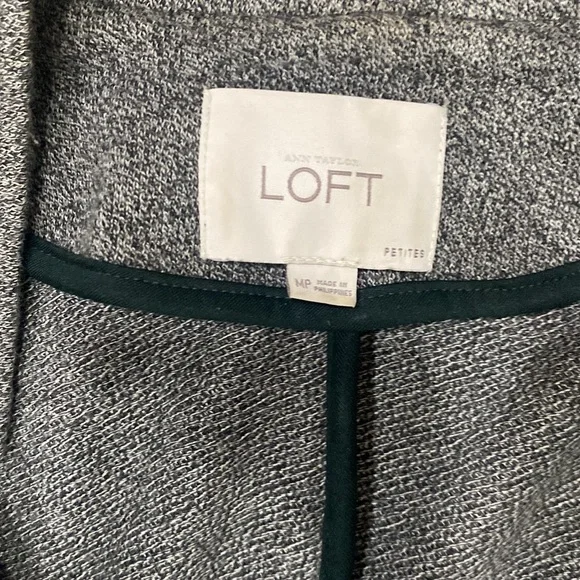 ANN TAYLOR
LOFT
PETITES
MP MADE IN
PHILIPPINES